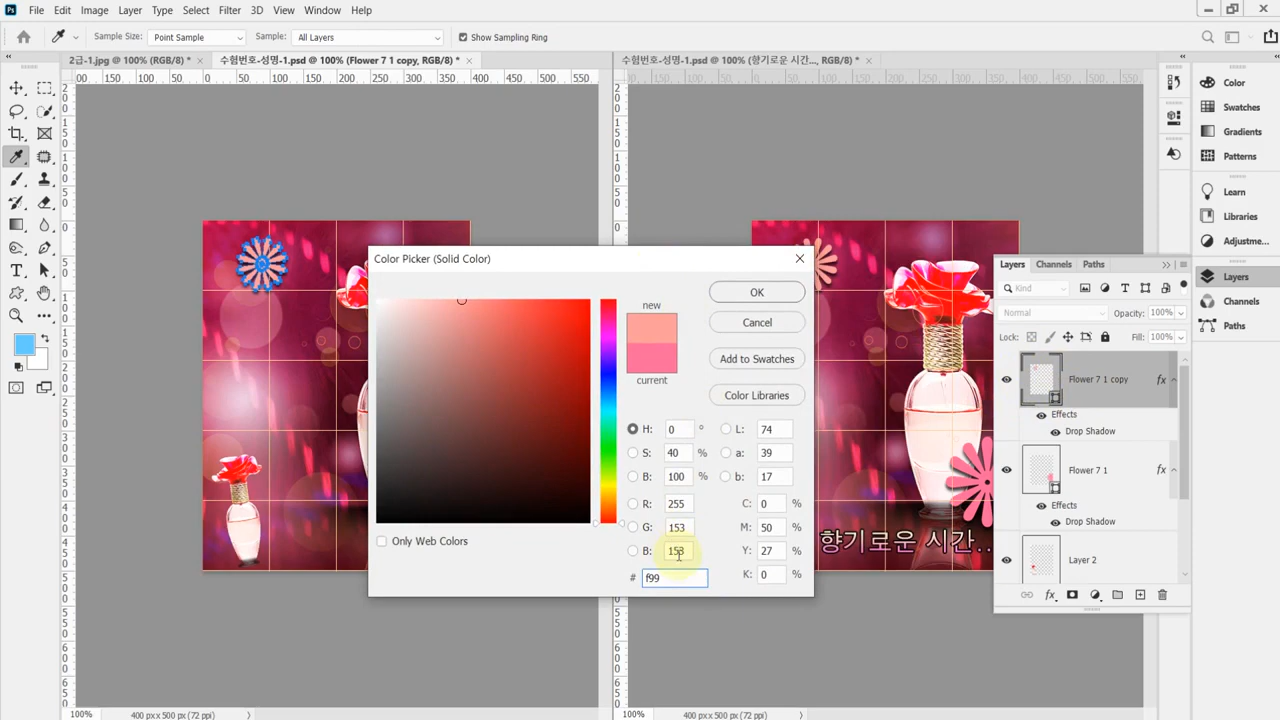 Ps File Edit Image Layer Type Select Filter 3D View Window Help
Sample Size: Point Sample Sample: All Layers Show Sampling Ring
2급-1.jpg @ 100% (RGB/8) * × 수험번호-성명-1.psd @ 100% (Flower 7 1 copy, RGB/8) * × 수험번호-성명-1.psd @ 100% (향기로운 시간..., RGB/8) * ×
Color
Swatches
Gradients
Patterns
Learn
Libraries
Adjustme...
Layers
Channels
Paths
Color Picker (Solid Color)
new
current
OK
Cancel
Add to Swatches
Color Libraries
H: 0 ° L: 74
S: 40 % a: 39
B: 100 % b: 17
R: 255 C: 0 %
G: 153 M: 50 %
B: 153 Y: 27 %
# f99 K: 0 %
Only Web Colors
Layers Channels Paths
Kind
Normal Opacity: 100%
Lock: Fill: 100%
Flower 7 1 copy fx
Effects
Drop Shadow
Flower 7 1 fx
Effects
Drop Shadow
Layer 2
fx
향기로운 시간..
100% 400 px x 500 px (72 ppi)
100% 400 px x 500 px (72 ppi)